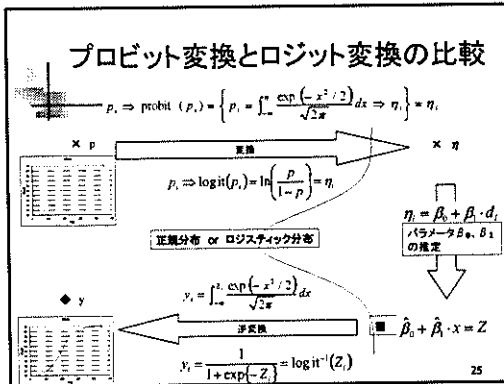 プロビット変換とロジット変換の比較
p_i ⇒ probit (p_i) = { p_i = ∫_{-∞}^{η_i} exp(-x²/2)/√2π dx ⇒ η_i } = η_i
× p
変換
× η
p_i ⇒ logit(p_i) = ln(p/(1-p)) = η_i
η_i = β_0 + β_1・d_i
パラメータβ_0、β_1
の推定
正規分布 or ロジスティック分布
y_i = ∫_{-∞}^{Z_i} exp(-x²/2)/√2π dx
◆ y
逆変換
■ β̂_0 + β̂_1・x = Z
y_i = 1/(1+exp{-Z_i}) = logit⁻¹(Z_i)
25